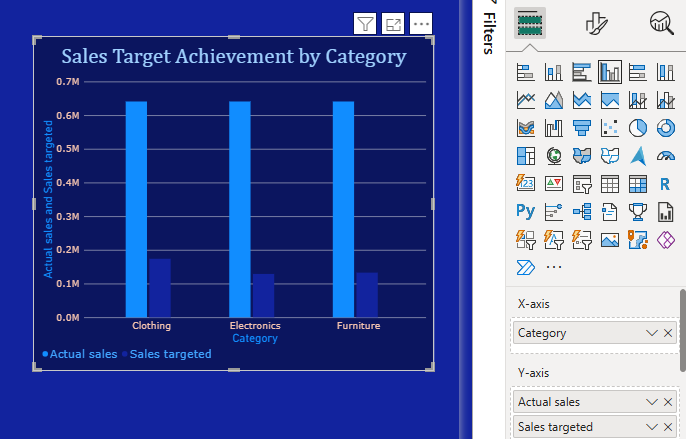 Sales Target Achievement by Category
0.7M
0.6M
0.5M
0.4M
0.3M
0.2M
0.1M
0.0M
Actual sales and Sales targeted
Clothing Electronics Furniture
Category
Actual sales Sales targeted
Filters
123
R
Py
X-axis
Category
Y-axis
Actual sales
Sales targeted